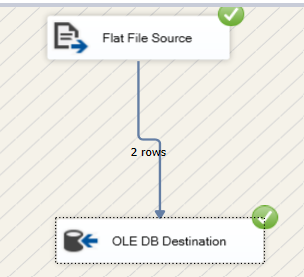 Flat File Source
2 rows
OLE DB Destination